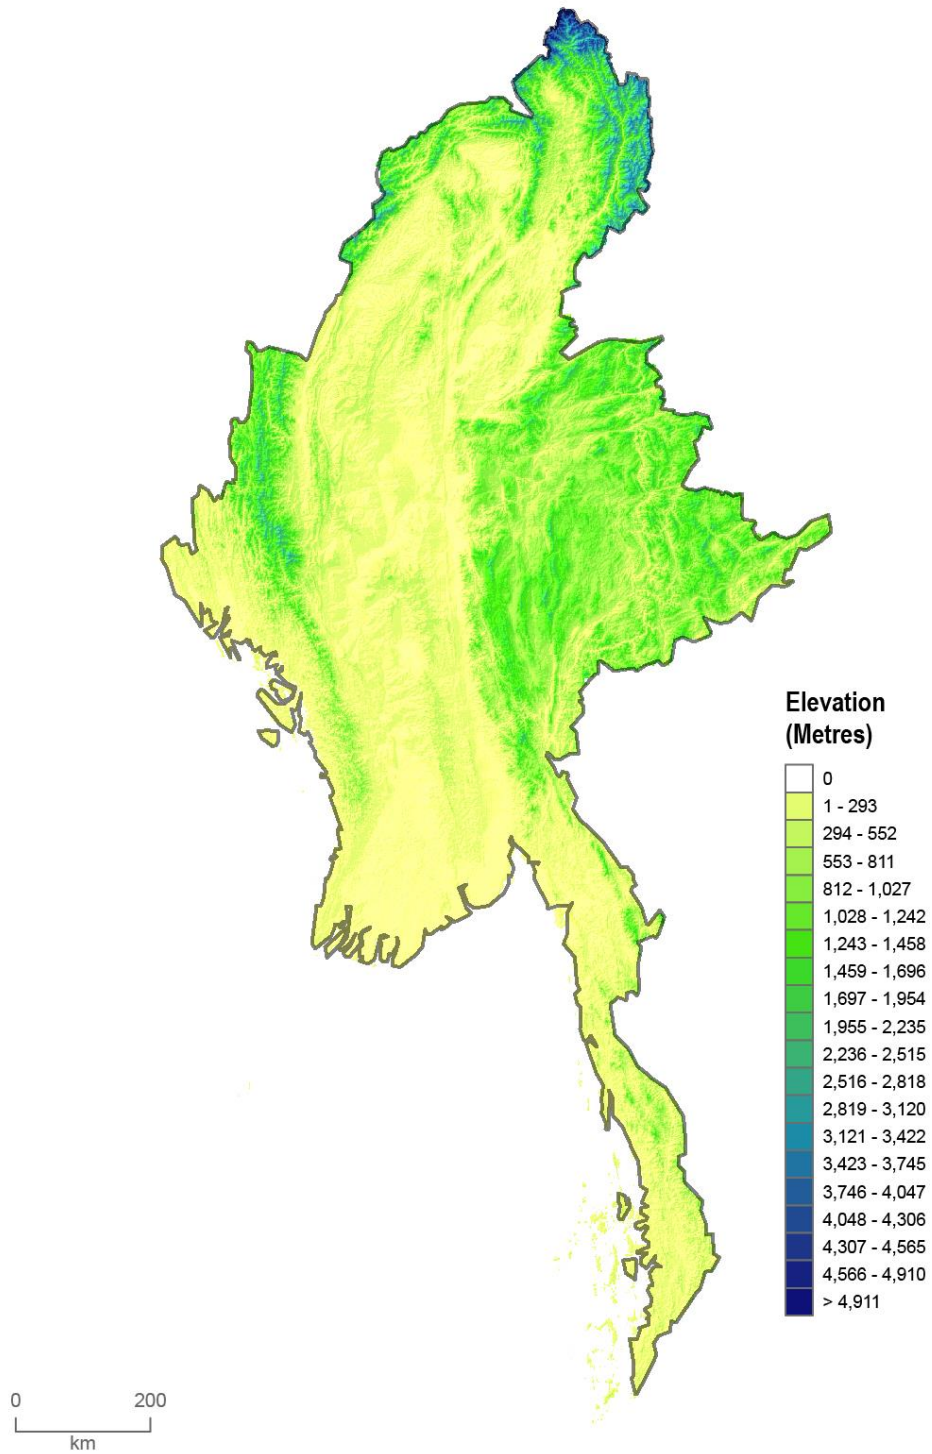 Elevation
(Metres)
0
1 - 293
294 - 552
553 - 811
812 - 1,027
1,028 - 1,242
1,243 - 1,458
1,459 - 1,696
1,697 - 1,954
1,955 - 2,235
2,236 - 2,515
2,516 - 2,818
2,819 - 3,120
3,121 - 3,422
3,423 - 3,745
3,746 - 4,047
4,048 - 4,306
4,307 - 4,565
4,566 - 4,910
> 4,911
0 200
km